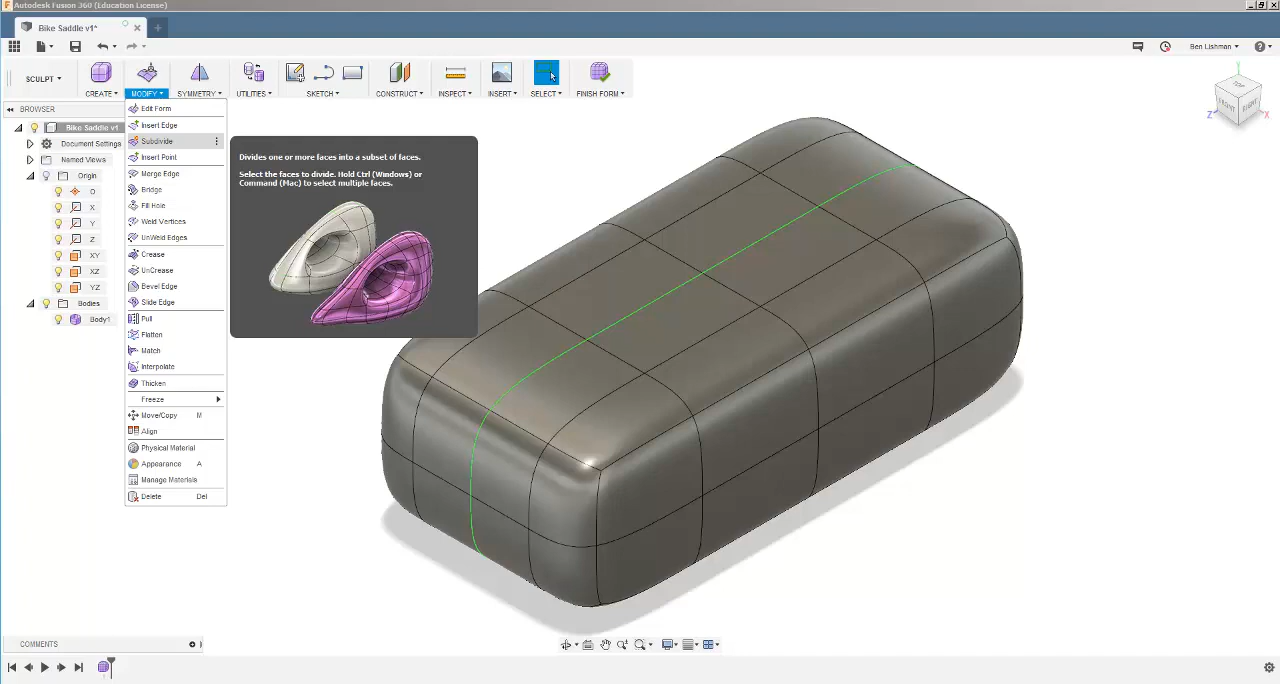 Autodesk Fusion 360 (Education License)
Bike Saddle v1*
Ben Lishman
SCULPT
CREATE
MODIFY
SYMMETRY
UTILITIES
SKETCH
CONSTRUCT
INSPECT
INSERT
SELECT
FINISH FORM
BROWSER
Bike Saddle v1
Document Settings
Named Views
Origin
O
X
Y
Z
XY
XZ
YZ
Bodies
Body1
Edit Form
Insert Edge
Subdivide
Insert Point
Merge Edge
Bridge
Fill Hole
Weld Vertices
UnWeld Edges
Crease
UnCrease
Bevel Edge
Slide Edge
Pull
Flatten
Match
Interpolate
Thicken
Freeze
Move/Copy M
Align
Physical Material
Appearance A
Manage Materials
Delete Del
Divides one or more faces into a subset of faces.
Select the faces to divide. Hold Ctrl (Windows) or
Command (Mac) to select multiple faces.
Y
TOP
FRONT
RIGHT
Z
X
COMMENTS